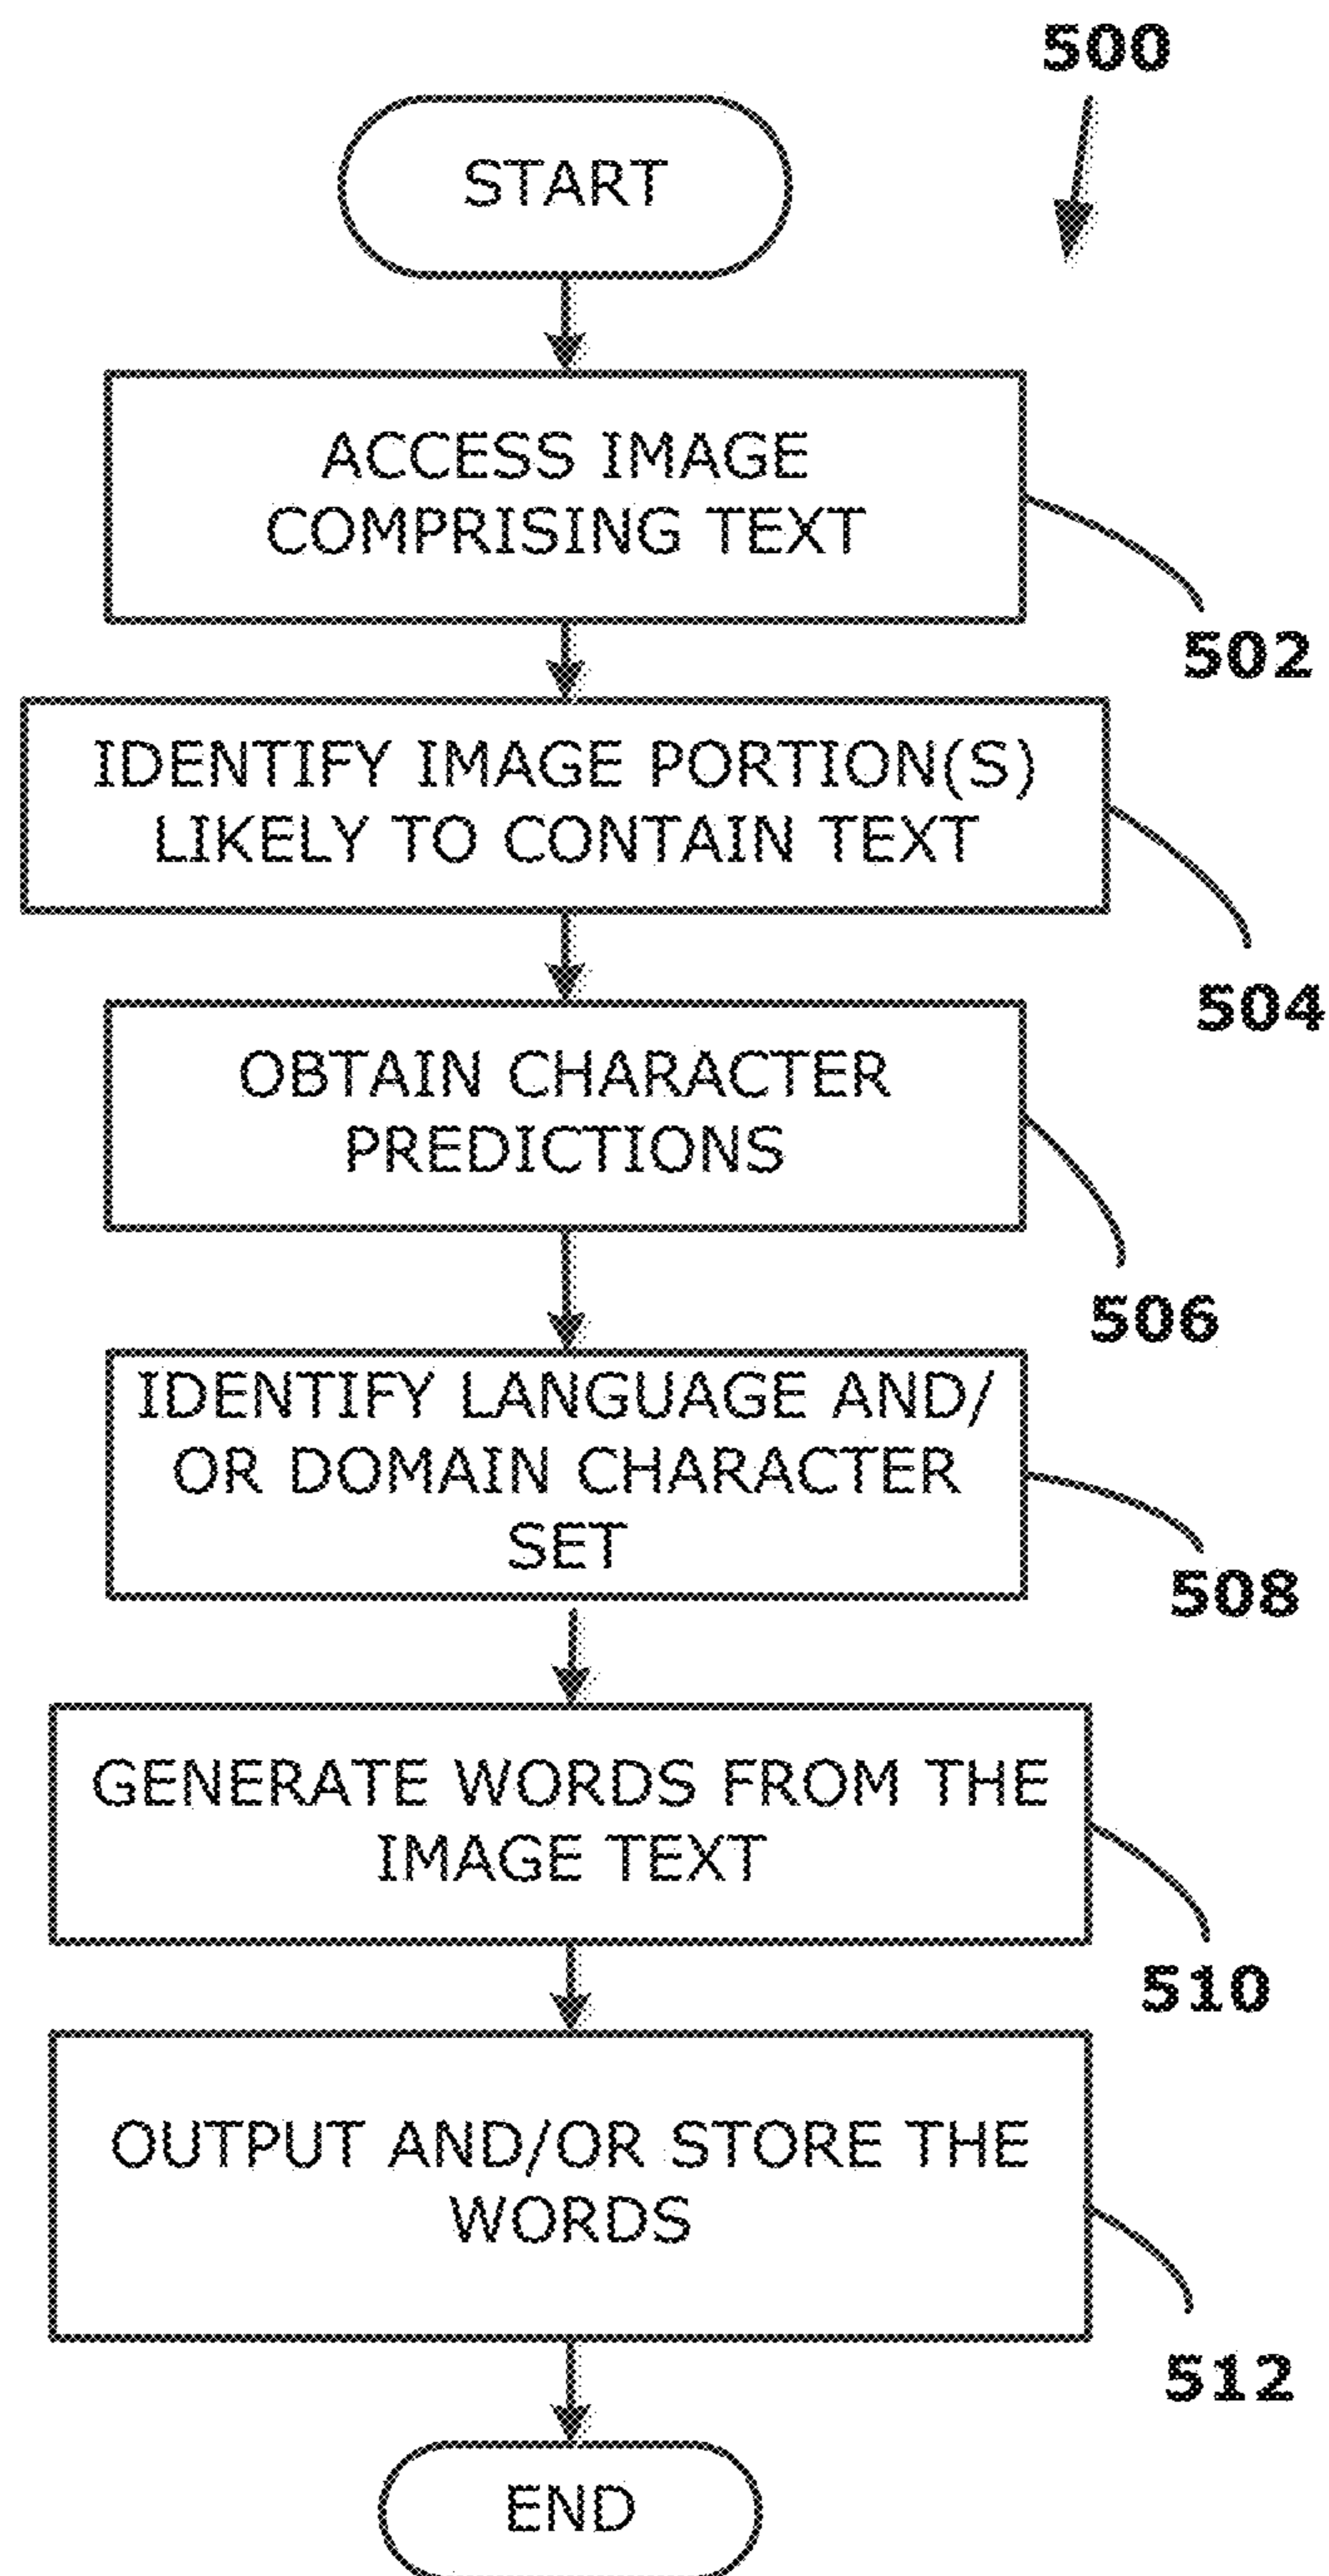 500
START
ACCESS IMAGE
COMPRISING TEXT
502
IDENTIFY IMAGE PORTION(S)
LIKELY TO CONTAIN TEXT
504
OBTAIN CHARACTER
PREDICTIONS
506
IDENTIFY LANGUAGE AND/
OR DOMAIN CHARACTER
SET
508
GENERATE WORDS FROM THE
IMAGE TEXT
510
OUTPUT AND/OR STORE THE
WORDS
512
END